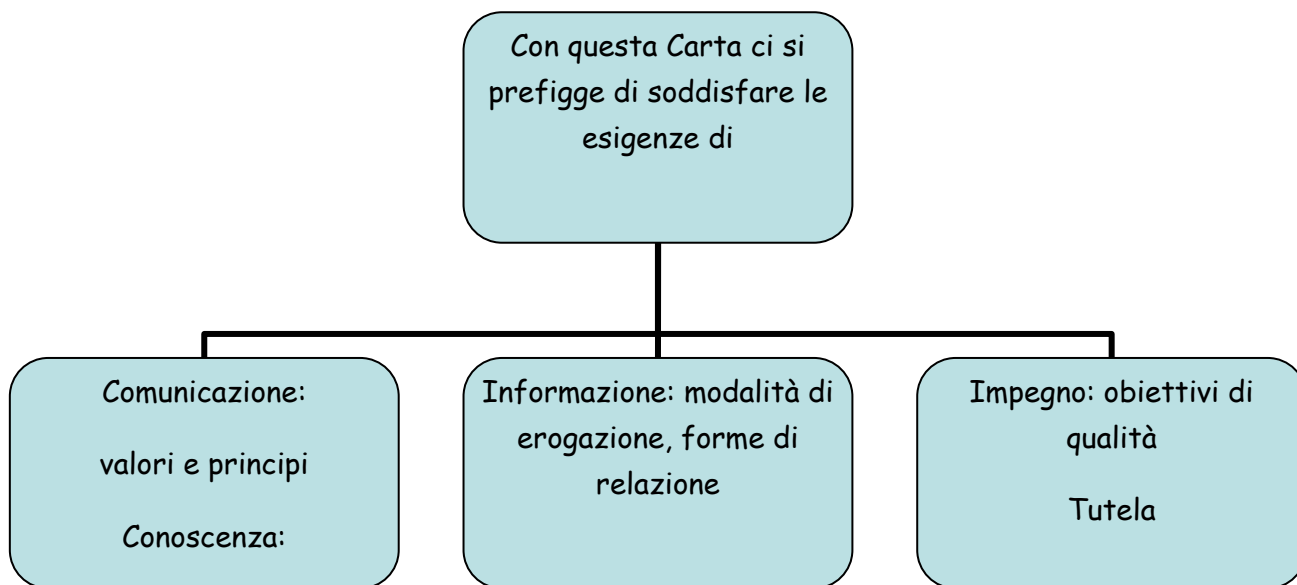 Con questa Carta ci si
prefigge di soddisfare le
esigenze di
Comunicazione:
valori e principi
Conoscenza:
Informazione: modalità di
erogazione, forme di
relazione
Impegno: obiettivi di
qualità
Tutela